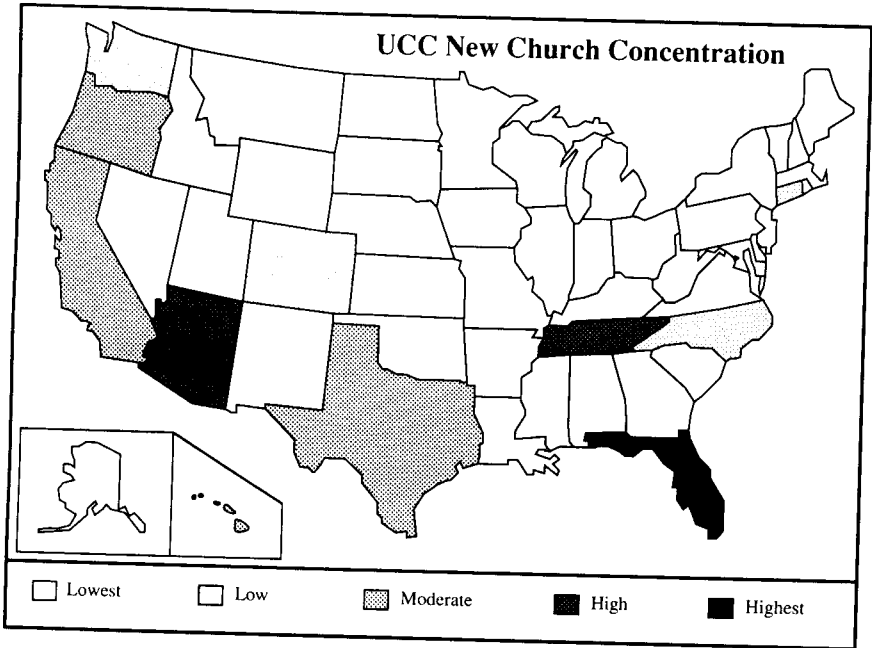 UCC New Church Concentration
Lowest
Low
Moderate
High
Highest